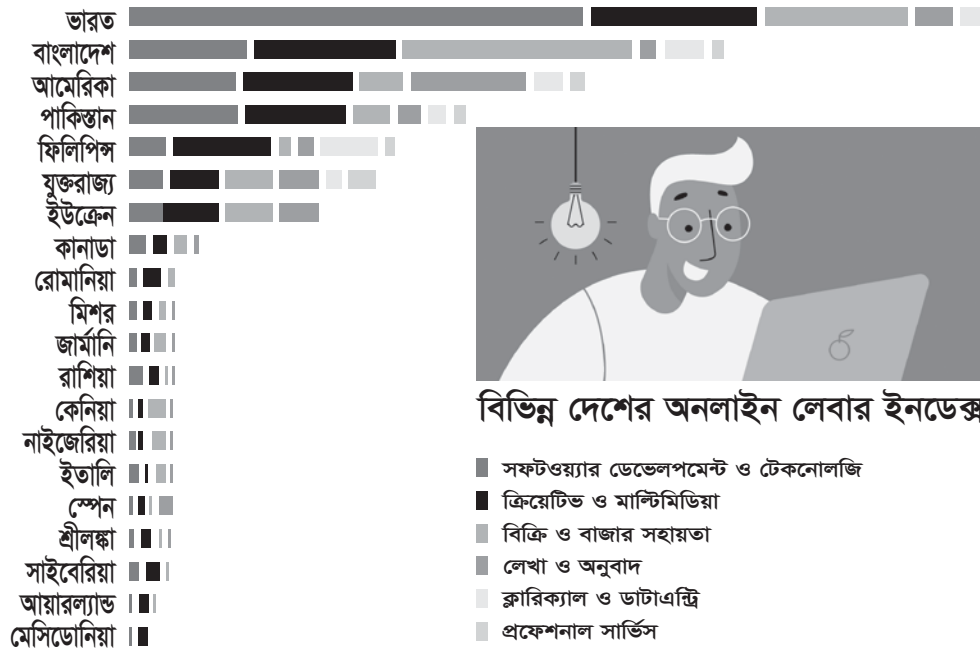 ভারত
বাংলাদেশ
আমেরিকা
পাকিস্তান
ফিলিপিন্স
যুক্তরাজ্য
ইউক্রেন
কানাডা
রোমানিয়া
মিশর
জার্মানি
রাশিয়া
কেনিয়া
নাইজেরিয়া
ইতালি
স্পেন
শ্রীলঙ্কা
সাইবেরিয়া
আয়ারল্যান্ড
মেসিডোনিয়া
বিভিন্ন দেশের অনলাইন লেবার ইনডেক্স
সফটওয়্যার ডেভেলপমেন্ট ও টেকনোলজি
ক্রিয়েটিভ ও মাল্টিমিডিয়া
বিক্রি ও বাজার সহায়তা
লেখা ও অনুবাদ
ক্লারিক্যাল ও ডাটাএন্ট্রি
প্রফেশনাল সার্ভিস